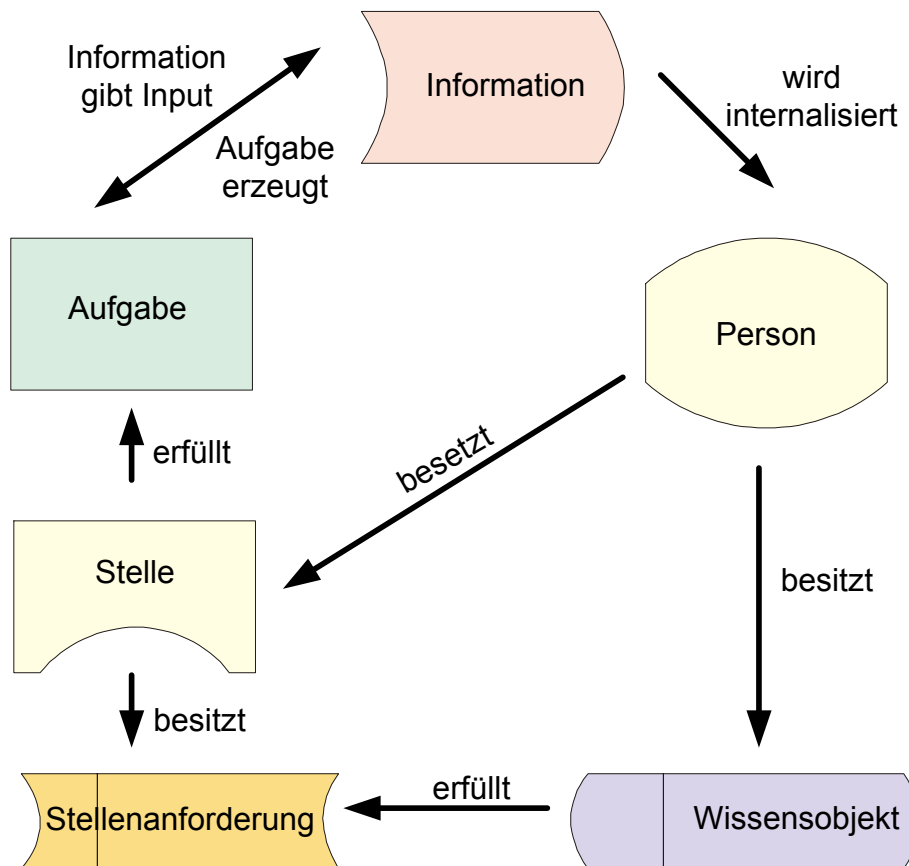 Information
gibt Input
Information
wird
internalisiert
Aufgabe
erzeugt
Aufgabe
Person
erfüllt
besetzt
Stelle
besitzt
besitzt
erfüllt
Stellenanforderung
Wissensobjekt